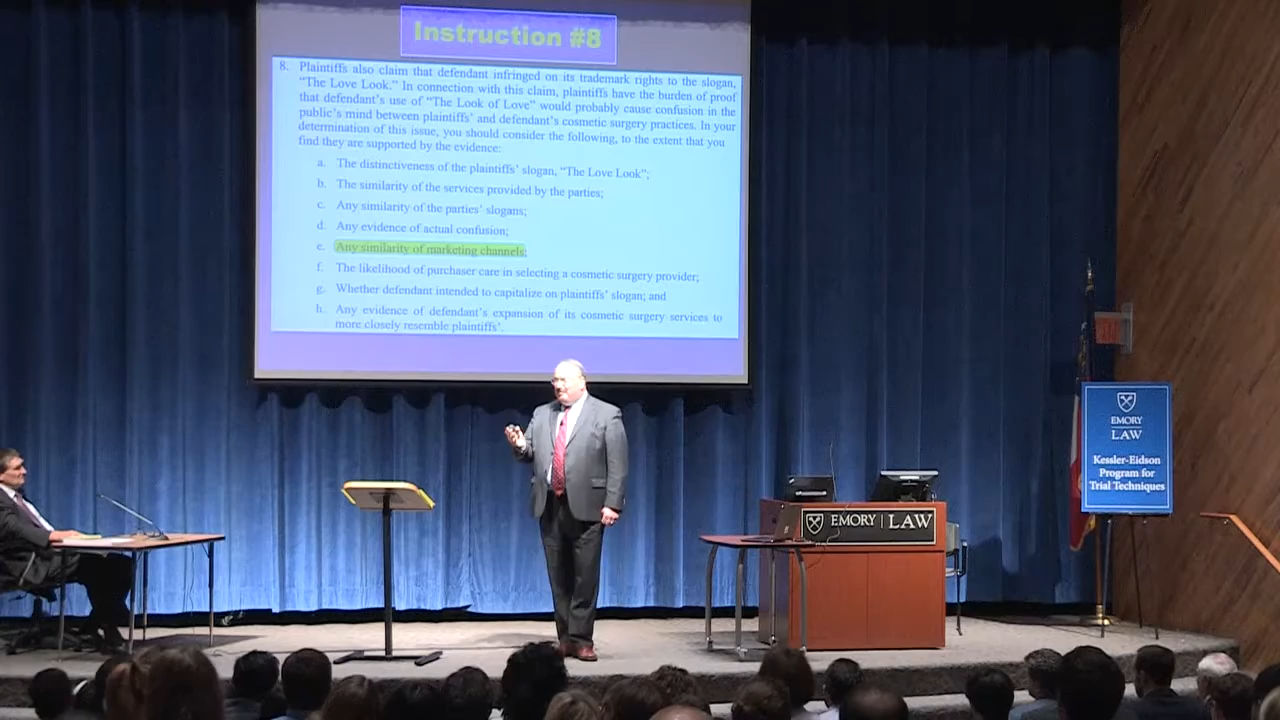 Instruction #8
8. Plaintiffs also claim that defendant infringed on its trademark rights to the slogan,
"The Love Look." In connection with this claim, plaintiffs have the burden of proof
that defendant's use of "The Look of Love" would probably cause confusion in the
public's mind between plaintiffs' and defendant's cosmetic surgery practices. In your
determination of this issue, you should consider the following, to the extent that you
find they are supported by the evidence:
a. The distinctiveness of the plaintiffs' slogan, "The Love Look";
b. The similarity of the services provided by the parties;
c. Any similarity of the parties' slogans;
d. Any evidence of actual confusion;
e. Any similarity of marketing channels;
f. The likelihood of purchaser care in selecting a cosmetic surgery provider;
g. Whether defendant intended to capitalize on plaintiffs' slogan; and
h. Any evidence of defendant's expansion of its cosmetic surgery services to
more closely resemble plaintiffs'.
EMORY | LAW
EMORY
LAW
Kessler-Eidson
Program for
Trial Techniques